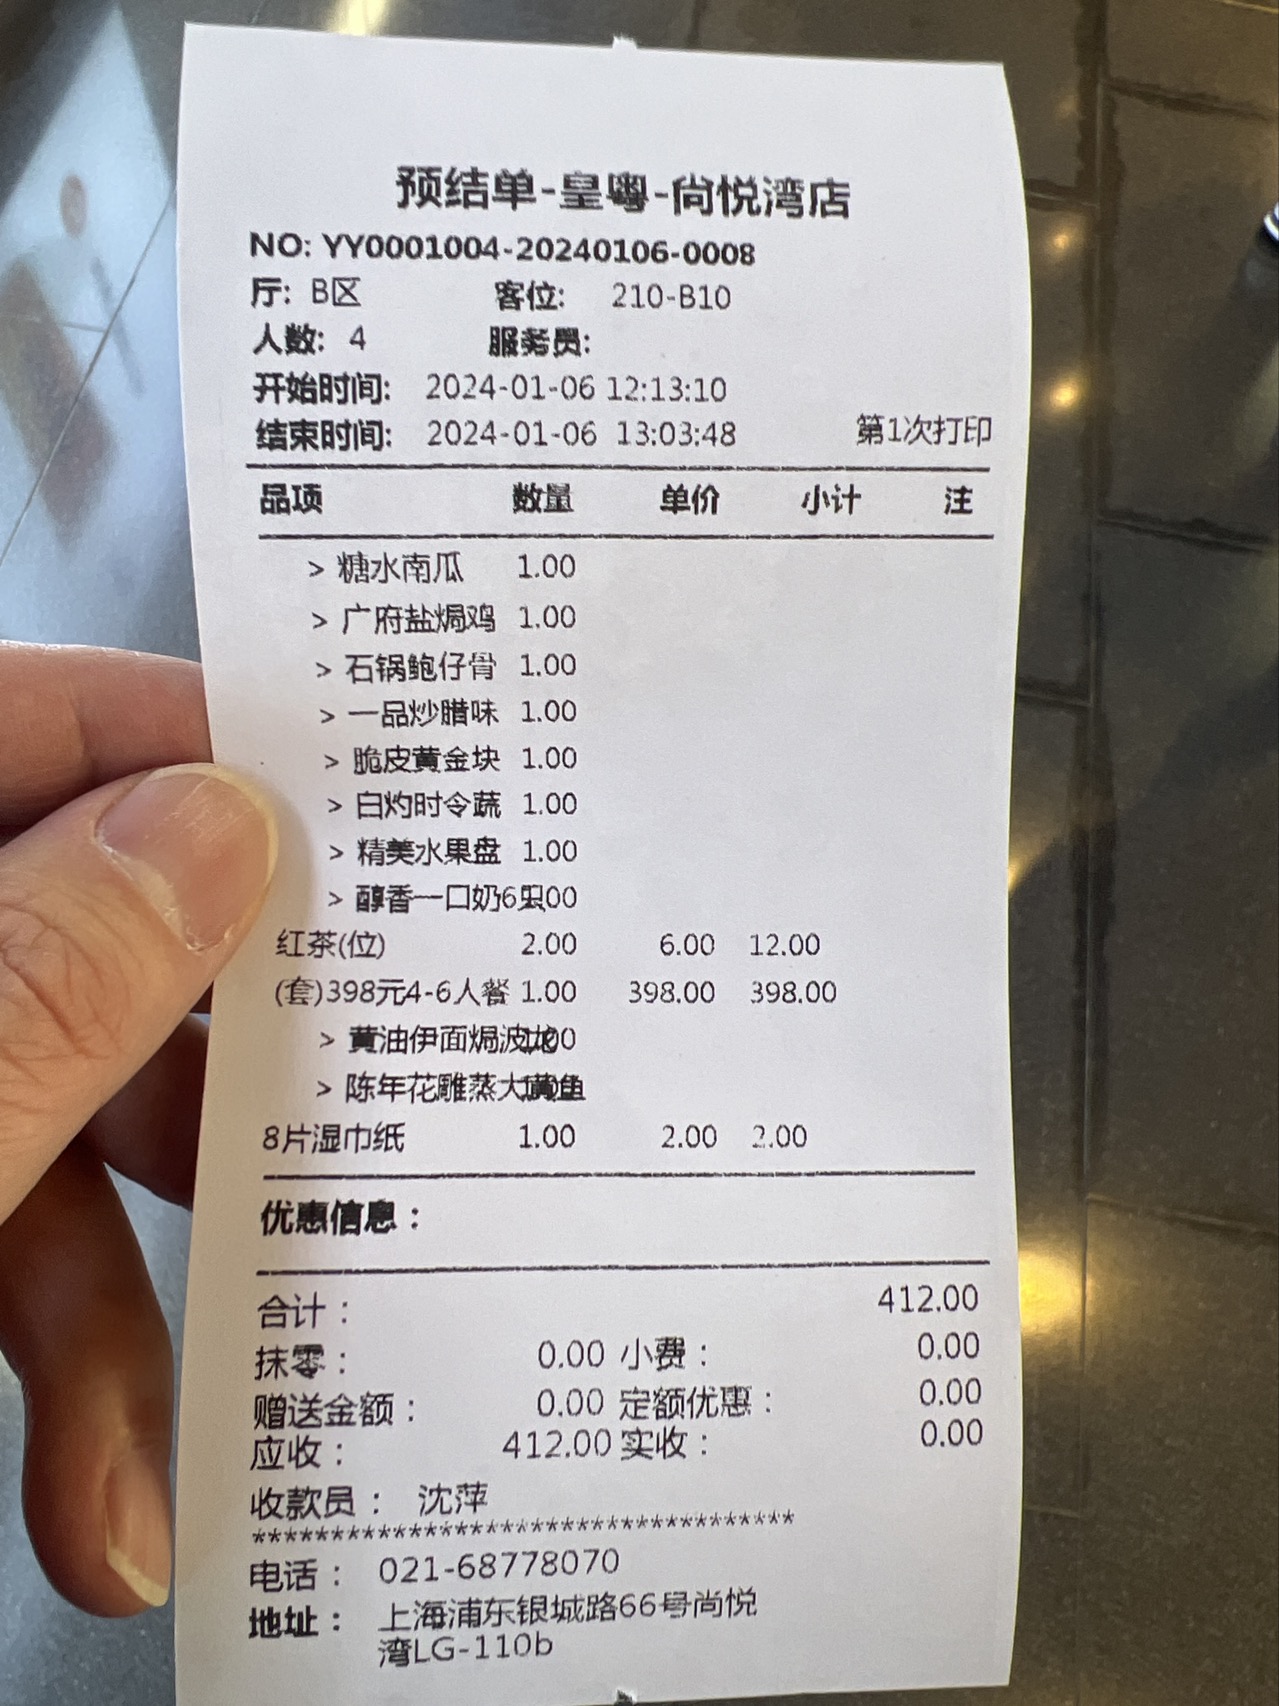 预结单-皇粤-尚悦湾店
NO: YY0001004-20240106-0008
厅: B区 客位: 210-B10
人数: 4 服务员:
开始时间: 2024-01-06 12:13:10
结束时间: 2024-01-06 13:03:48 第1次打印
品项 数量 单价 小计 注
> 糖水南瓜 1.00
> 广府盐焗鸡 1.00
> 石锅鲍仔骨 1.00
> 一品炒腊味 1.00
> 脆皮黄金块 1.00
> 白灼时令蔬 1.00
> 精美水果盘 1.00
> 醇香一口奶6只
红茶(位) 2.00 6.00 12.00
(套)398元4-6人餐 1.00 398.00 398.00
> 黄油伊面焗波龙 1.00
> 陈年花雕蒸大黄鱼
8片湿巾纸 1.00 2.00 2.00
优惠信息：
合计： 412.00
抹零： 0.00 小费： 0.00
赠送金额： 0.00 定额优惠： 0.00
应收： 412.00 实收： 0.00
收款员： 沈萍
***********************************
电话： 021-68778070
地址： 上海浦东银城路66号尚悦
湾LG-110b